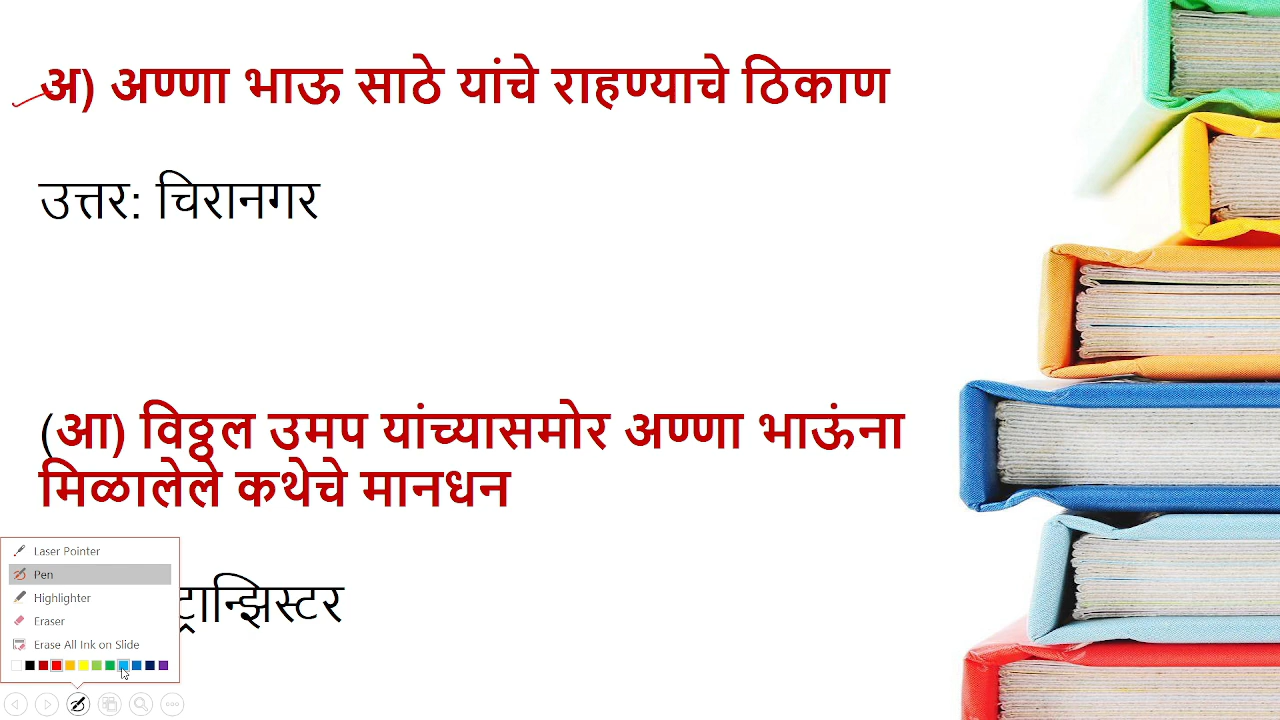 अ) अण्णा भाऊ साठे यांचे राहण्याचे ठिकाण
उत्तर: चिरानगर
(आ) विठ्ठल उमप यांच्यासमोर अण्णा भाऊंना
मिळालेले कथेचे मानधन
ट्रान्झिस्टर
Laser Pointer
Pen
Highlighter
Eraser
Erase All Ink on Slide